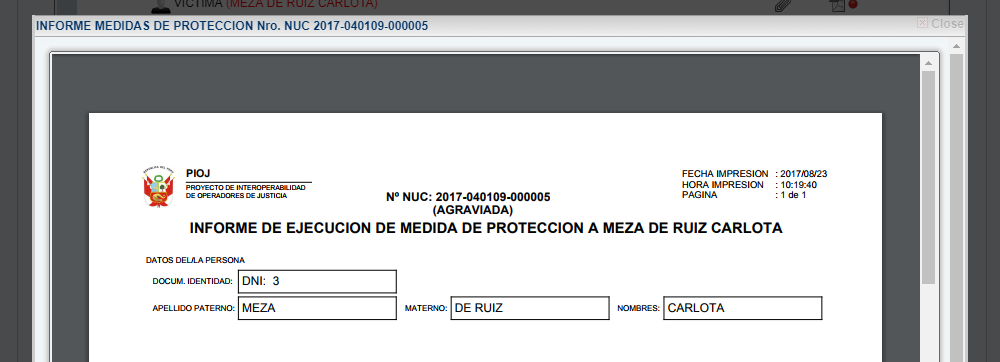 VICTIMA (MEZA DE RUIZ CARLOTA)
INFORME MEDIDAS DE PROTECCION Nro. NUC 2017-040109-000005
Close
PIOJ
PROYECTO DE INTEROPERABILIDAD
DE OPERADORES DE JUSTICIA
FECHA IMPRESION : 2017/08/23
HORA IMPRESION : 10:19:40
PAGINA : 1 de 1
Nº NUC: 2017-040109-000005
(AGRAVIADA)
INFORME DE EJECUCION DE MEDIDA DE PROTECCION A MEZA DE RUIZ CARLOTA
DATOS DEL/LA PERSONA
DOCUM. IDENTIDAD: DNI: 3
APELLIDO PATERNO: MEZA MATERNO: DE RUIZ NOMBRES: CARLOTA